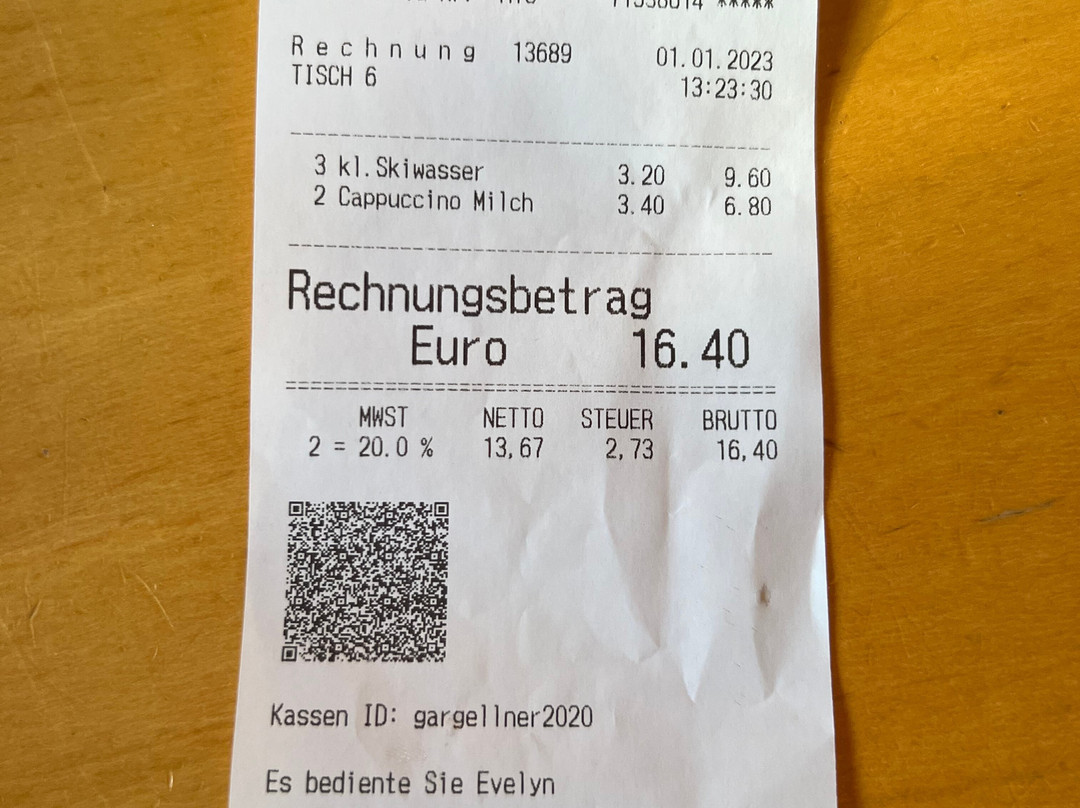 Rechnung 13689 01.01.2023
TISCH 6 13:23:30
3 kl.Skiwasser 3.20 9.60
2 Cappuccino Milch 3.40 6.80
Rechnungsbetrag
Euro 16.40
MWST NETTO STEUER BRUTTO
2 = 20.0 % 13,67 2,73 16,40
Kassen ID: gargellner2020
Es bediente Sie Evelyn